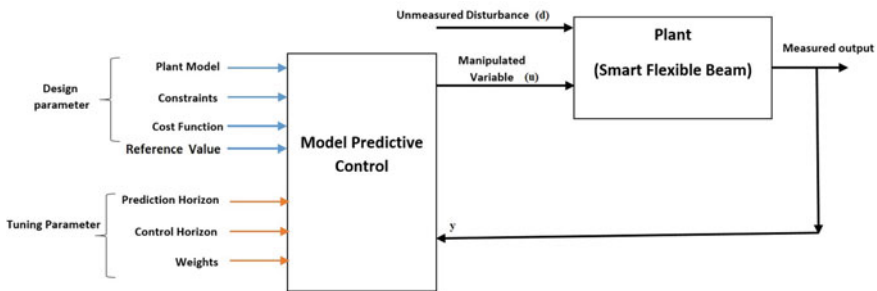 Unmeasured Disturbance (d)
Plant
(Smart Flexible Beam)
Measured output
Manipulated
Variable (u)
Design
parameter
Plant Model
Constraints
Cost Function
Reference Value
Model Predictive
Control
Tuning Parameter
Prediction Horizon
Control Horizon
Weights
y